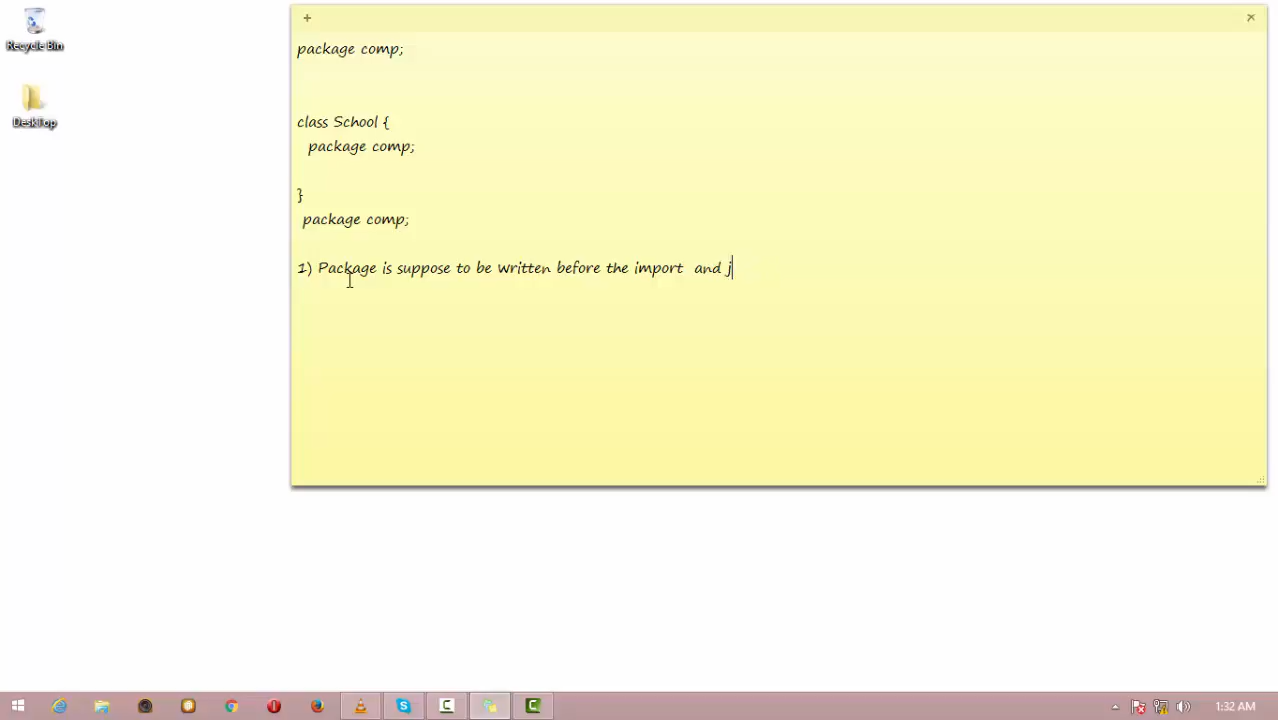 Recycle Bin
DeskTop
+
×
package comp;
class School {
package comp;
}
package comp;
1) Package is suppose to be Written before the import and j
1:32 AM